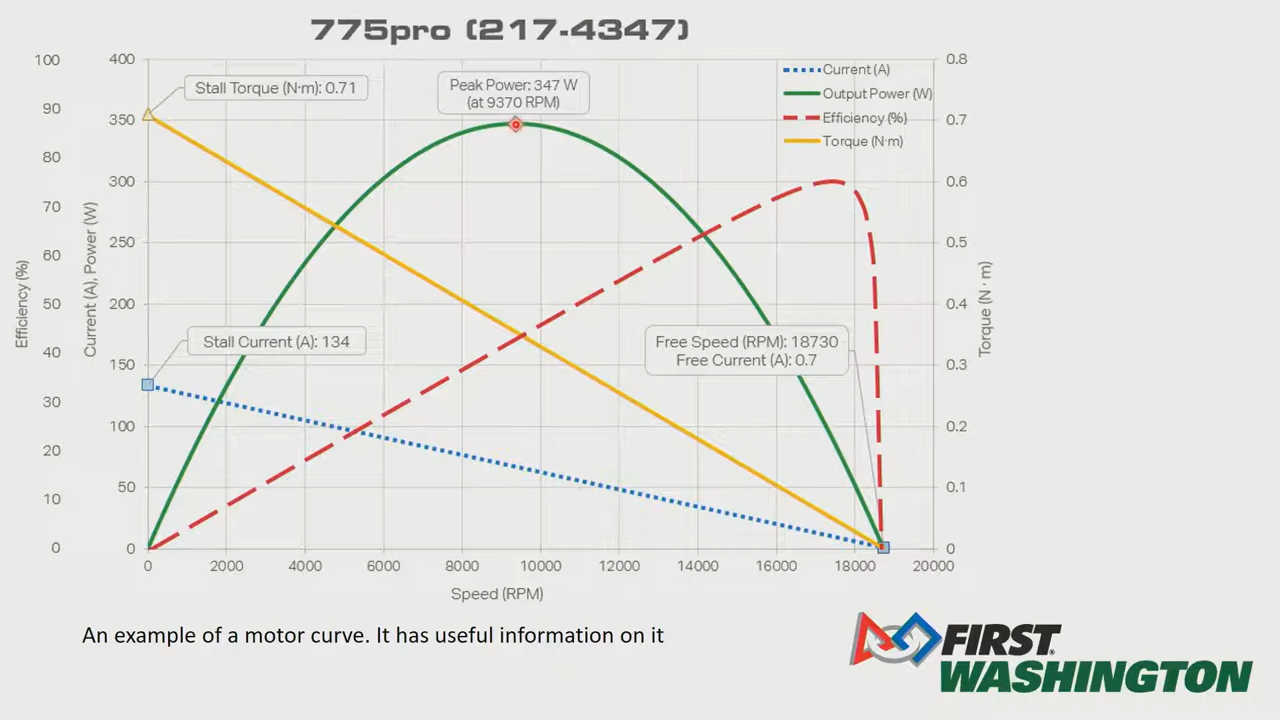 775pro (217-4347)
100
90
80
70
60
50
40
30
20
10
0
Efficiency (%)
400
350
300
250
200
150
100
50
0
Current (A), Power (W)
Stall Torque (N·m): 0.71
Peak Power: 347 W
(at 9370 RPM)
Current (A)
Output Power (W)
Efficiency (%)
Torque (N·m)
Stall Current (A): 134
Free Speed (RPM): 18730
Free Current (A): 0.7
0.8
0.7
0.6
0.5
0.4
0.3
0.2
0.1
0
Torque (N · m)
0 2000 4000 6000 8000 10000 12000 14000 16000 18000 20000
Speed (RPM)
An example of a motor curve. It has useful information on it
FIRST®
WASHINGTON